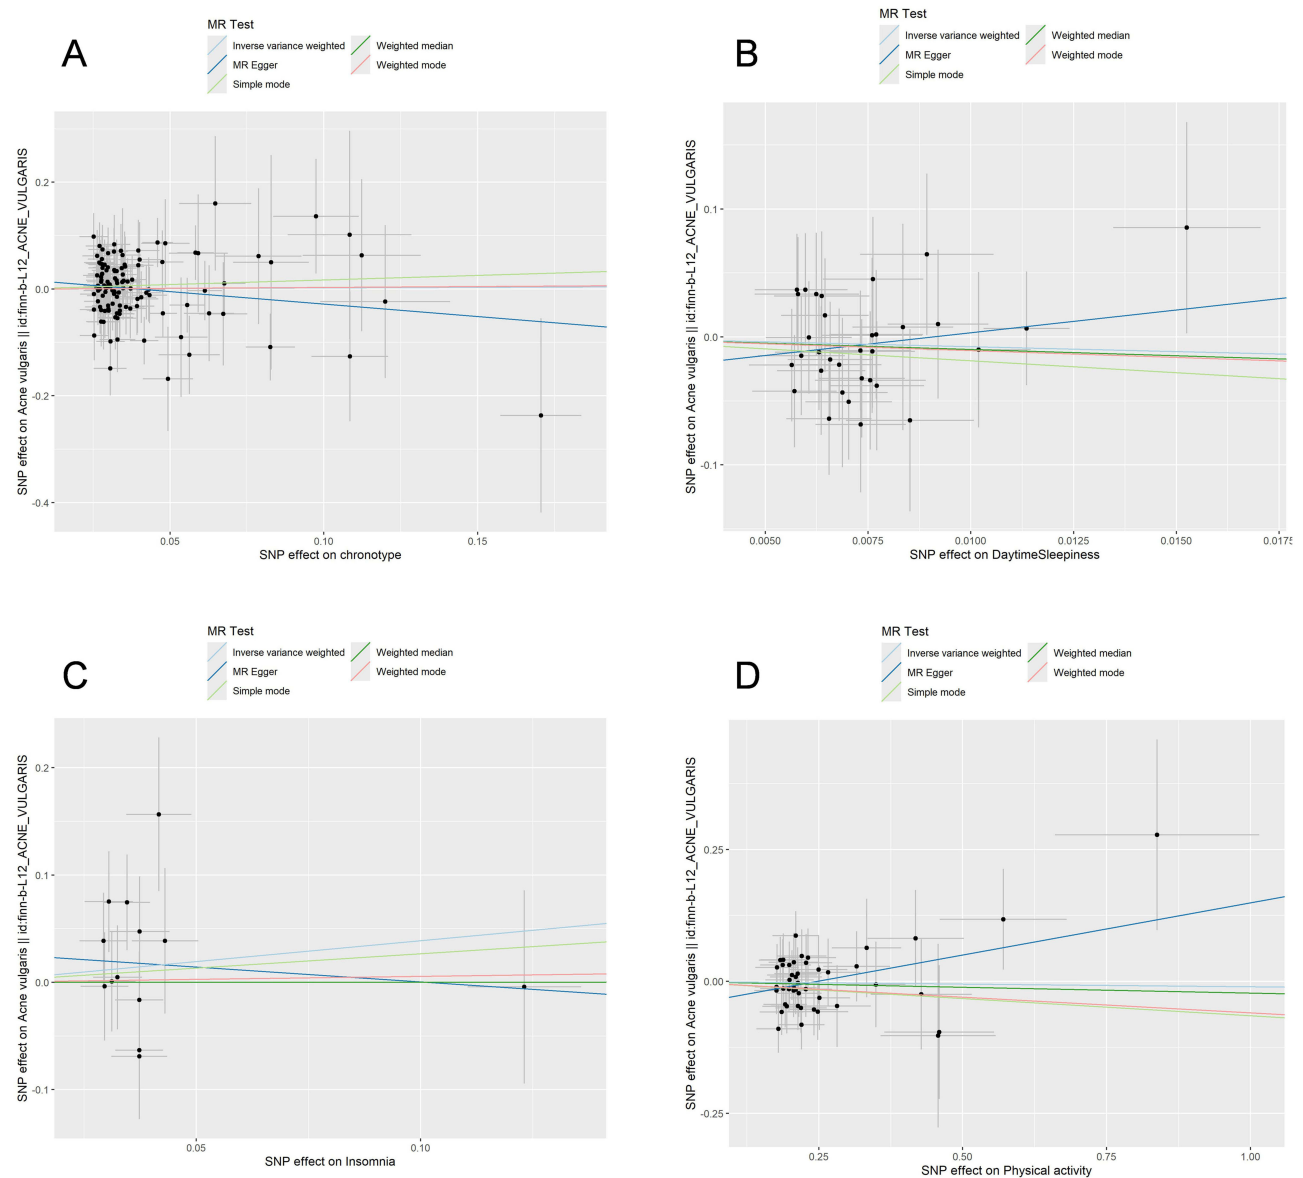 A
MR Test
Inverse variance weighted
Weighted median
MR Egger
Weighted mode
Simple mode
SNP effect on Acne vulgaris || id:finn-b-L12_ACNE_VULGARIS
0.2
0.0
-0.2
-0.4
0.05
0.10
0.15
SNP effect on chronotype
B
MR Test
Inverse variance weighted
Weighted median
MR Egger
Weighted mode
Simple mode
SNP effect on Acne vulgaris || id:finn-b-L12_ACNE_VULGARIS
0.1
0.0
-0.1
0.0050
0.0075
0.0100
0.0125
0.0150
0.0175
SNP effect on DaytimeSleepiness
C
MR Test
Inverse variance weighted
Weighted median
MR Egger
Weighted mode
Simple mode
SNP effect on Acne vulgaris || id:finn-b-L12_ACNE_VULGARIS
0.2
0.1
0.0
-0.1
0.05
0.10
SNP effect on Insomnia
D
MR Test
Inverse variance weighted
Weighted median
MR Egger
Weighted mode
Simple mode
SNP effect on Acne vulgaris || id:finn-b-L12_ACNE_VULGARIS
0.25
0.00
-0.25
0.25
0.50
0.75
1.00
SNP effect on Physical activity